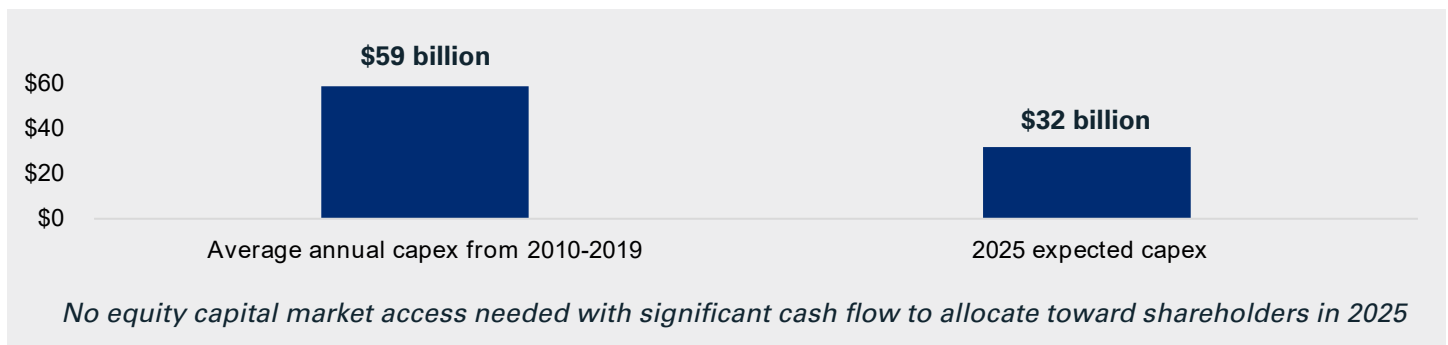 $59 billion
$60
$40
$32 billion
$20
$0
Average annual capex from 2010-2019
2025 expected capex
No equity capital market access needed with significant cash flow to allocate toward shareholders in 2025